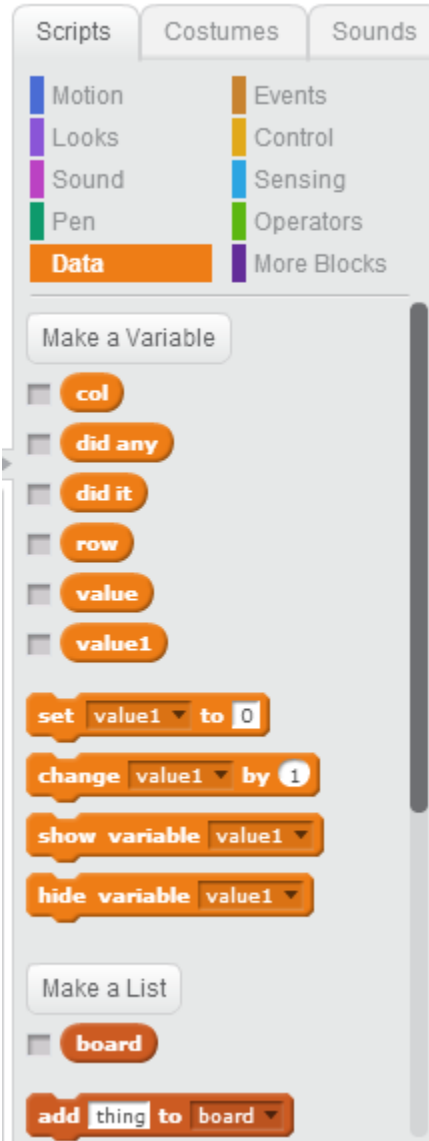 Scripts Costumes Sounds
Motion Events
Looks Control
Sound Sensing
Pen Operators
Data More Blocks
Make a Variable
col
did any
did it
row
value
value1
set value1 to 0
change value1 by 1
show variable value1
hide variable value1
Make a List
board
add thing to board